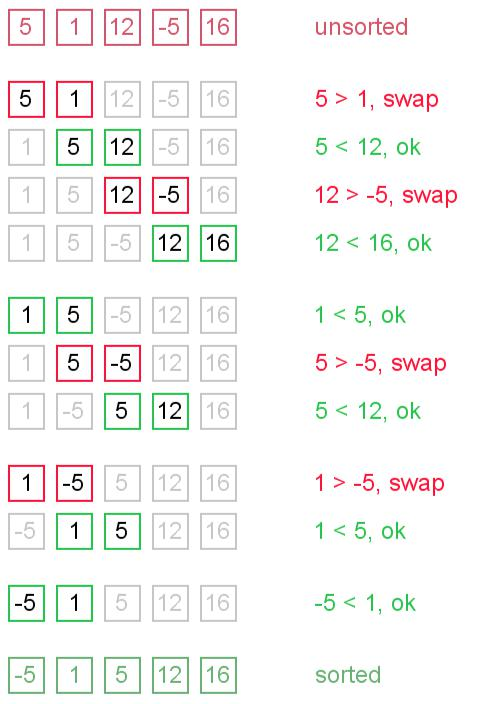 5 1 12 -5 16 unsorted
5 1 12 -5 16 5 > 1, swap
1 5 12 -5 16 5 < 12, ok
1 5 12 -5 16 12 > -5, swap
1 5 -5 12 16 12 < 16, ok
1 5 -5 12 16 1 < 5, ok
1 5 -5 12 16 5 > -5, swap
1 -5 5 12 16 5 < 12, ok
1 -5 5 12 16 1 > -5, swap
-5 1 5 12 16 1 < 5, ok
-5 1 5 12 16 -5 < 1, ok
-5 1 5 12 16 sorted